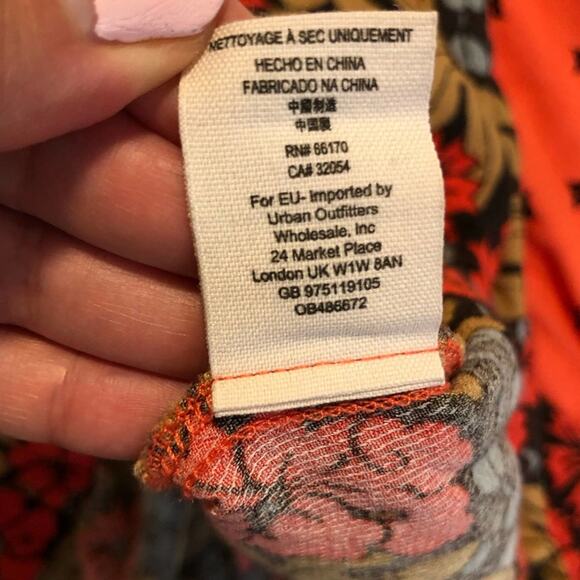 NETTOYAGE À SEC UNIQUEMENT
HECHO EN CHINA
FABRICADO NA CHINA
中國制造
中国製
RN# 66170
CA# 32054
For EU- Imported by
Urban Outfitters
Wholesale, Inc
24 Market Place
London UK W1W 8AN
GB 975119105
OB486672